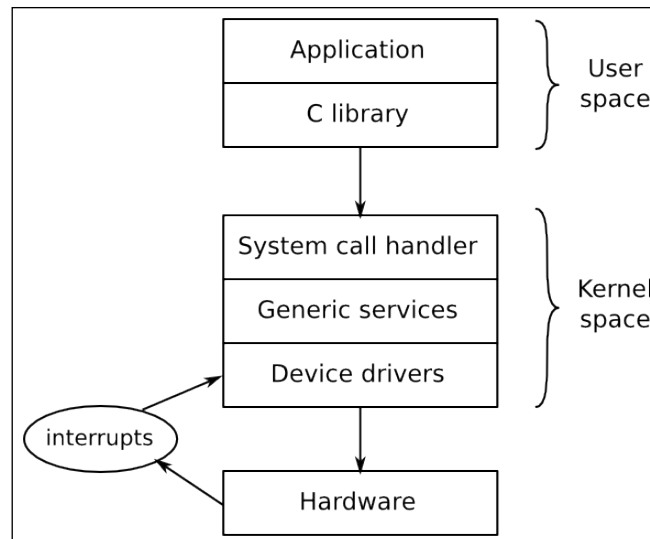 Application
C library
User
space
System call handler
Generic services
Device drivers
Kernel
space
interrupts
Hardware